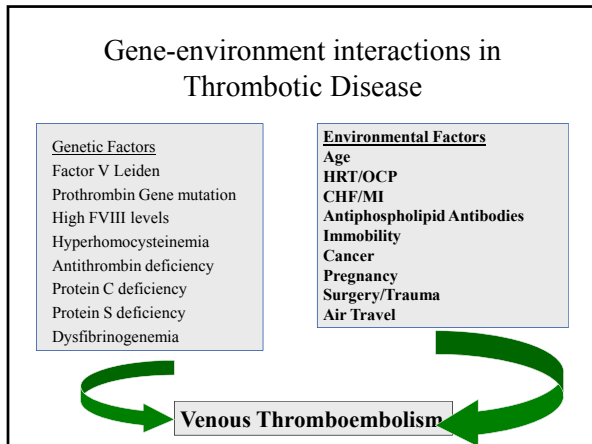 Gene-environment interactions in
Thrombotic Disease
Genetic Factors
Factor V Leiden
Prothrombin Gene mutation
High FVIII levels
Hyperhomocysteinemia
Antithrombin deficiency
Protein C deficiency
Protein S deficiency
Dysfibrinogenemia
Environmental Factors
Age
HRT/OCP
CHF/MI
Antiphospholipid Antibodies
Immobility
Cancer
Pregnancy
Surgery/Trauma
Air Travel
Venous Thromboembolism